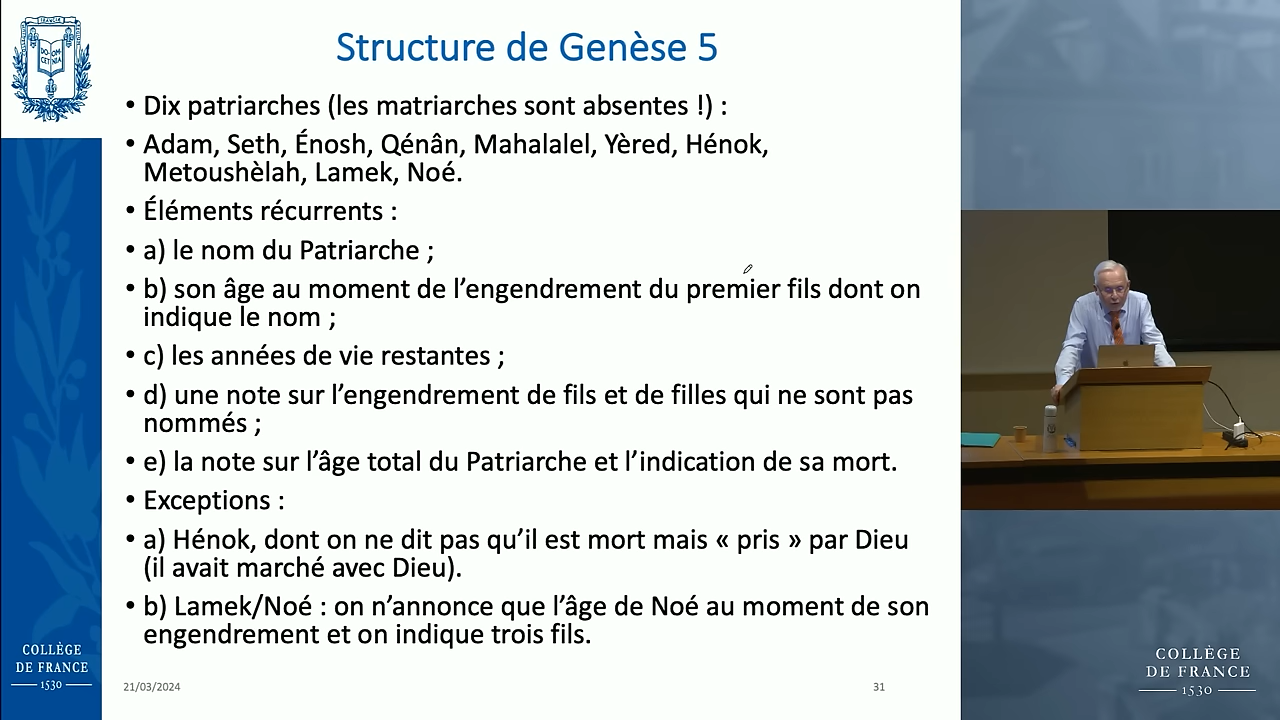 Structure de Genèse 5
• Dix patriarches (les matriarches sont absentes !) :
• Adam, Seth, Énosh, Qénân, Mahalalel, Yèred, Hénok,
Metoushèlah, Lamek, Noé.
• Éléments récurrents :
• a) le nom du Patriarche ;
• b) son âge au moment de l’engendrement du premier fils dont on
indique le nom ;
• c) les années de vie restantes ;
• d) une note sur l’engendrement de fils et de filles qui ne sont pas
nommés ;
• e) la note sur l’âge total du Patriarche et l’indication de sa mort.
• Exceptions :
• a) Hénok, dont on ne dit pas qu’il est mort mais « pris » par Dieu
(il avait marché avec Dieu).
• b) Lamek/Noé : on n’annonce que l’âge de Noé au moment de son
engendrement et on indique trois fils.
21/03/2024
31
COLLÈGE
DE FRANCE
1530
COLLÈGE
DE FRANCE
1530